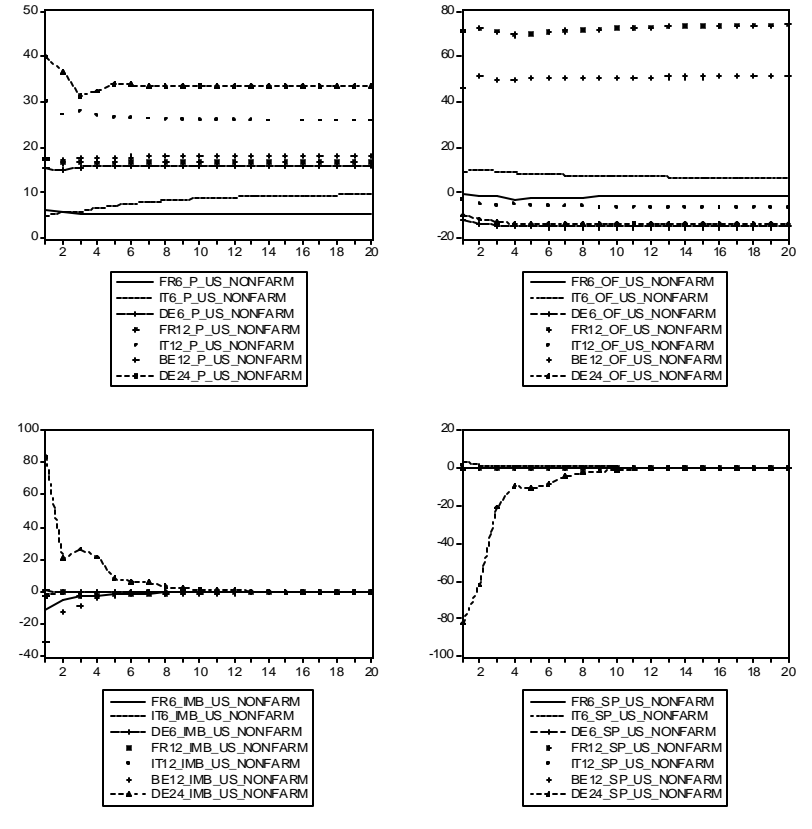 50
40
30
20
10
0
2 4 6 8 10 12 14 16 18 20
FR6_P_US_NONFARM
IT6_P_US_NONFARM
DE6_P_US_NONFARM
FR12_P_US_NONFARM
IT12_P_US_NONFARM
BE12_P_US_NONFARM
DE24_P_US_NONFARM
80
60
40
20
0
-20
2 4 6 8 10 12 14 16 18 20
FR6_OF_US_NONFARM
IT6_OF_US_NONFARM
DE6_OF_US_NONFARM
FR12_OF_US_NONFARM
IT12_OF_US_NONFARM
BE12_OF_US_NONFARM
DE24_OF_US_NONFARM
100
80
60
40
20
0
-20
-40
2 4 6 8 10 12 14 16 18 20
FR6_IMB_US_NONFARM
IT6_IMB_US_NONFARM
DE6_IMB_US_NONFARM
FR12_IMB_US_NONFARM
IT12_IMB_US_NONFARM
BE12_IMB_US_NONFARM
DE24_IMB_US_NONFARM
20
0
-20
-40
-60
-80
-100
2 4 6 8 10 12 14 16 18 20
FR6_SP_US_NONFARM
IT6_SP_US_NONFARM
DE6_SP_US_NONFARM
FR12_SP_US_NONFARM
IT12_SP_US_NONFARM
BE12_SP_US_NONFARM
DE24_SP_US_NONFARM